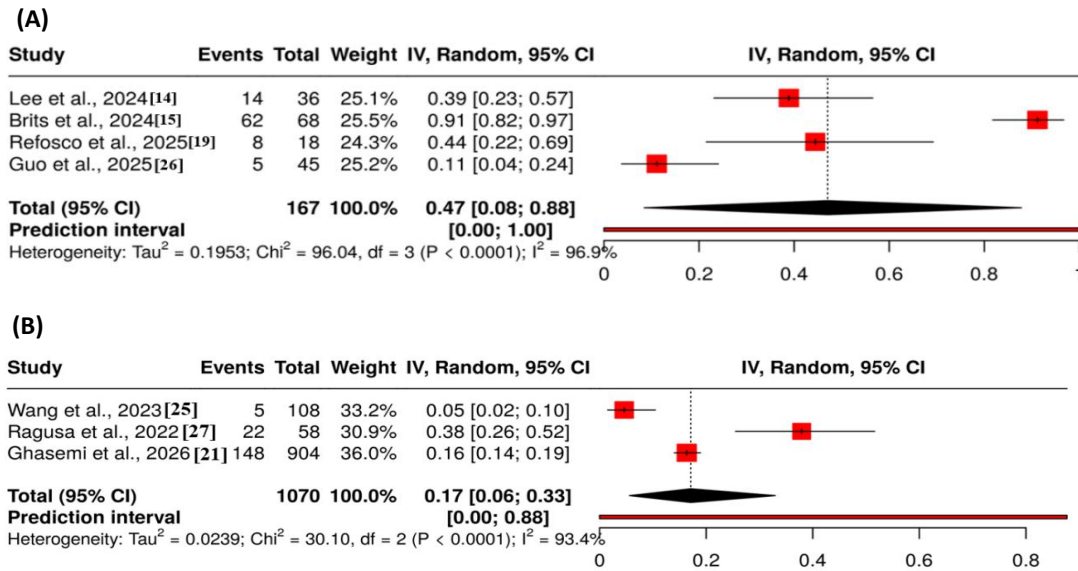 (A)
Study Events Total Weight IV, Random, 95% CI IV, Random, 95% CI
Lee et al., 2024[14] 14 36 25.1% 0.39 [0.23; 0.57]
Brits et al., 2024[15] 62 68 25.5% 0.91 [0.82; 0.97]
Refosco et al., 2025[19] 8 18 24.3% 0.44 [0.22; 0.69]
Guo et al., 2025[26] 5 45 25.2% 0.11 [0.04; 0.24]
Total (95% CI) 167 100.0% 0.47 [0.08; 0.88]
Prediction interval [0.00; 1.00]
Heterogeneity: Tau² = 0.1953; Chi² = 96.04, df = 3 (P < 0.0001); I² = 96.9%
0 0.2 0.4 0.6 0.8 1
(B)
Study Events Total Weight IV, Random, 95% CI IV, Random, 95% CI
Wang et al., 2023[25] 5 108 33.2% 0.05 [0.02; 0.10]
Ragusa et al., 2022[27] 22 58 30.9% 0.38 [0.26; 0.52]
Ghasemi et al., 2026 [21] 148 904 36.0% 0.16 [0.14; 0.19]
Total (95% CI) 1070 100.0% 0.17 [0.06; 0.33]
Prediction interval [0.00; 0.88]
Heterogeneity: Tau² = 0.0239; Chi² = 30.10, df = 2 (P < 0.0001); I² = 93.4%
0 0.2 0.4 0.6 0.8